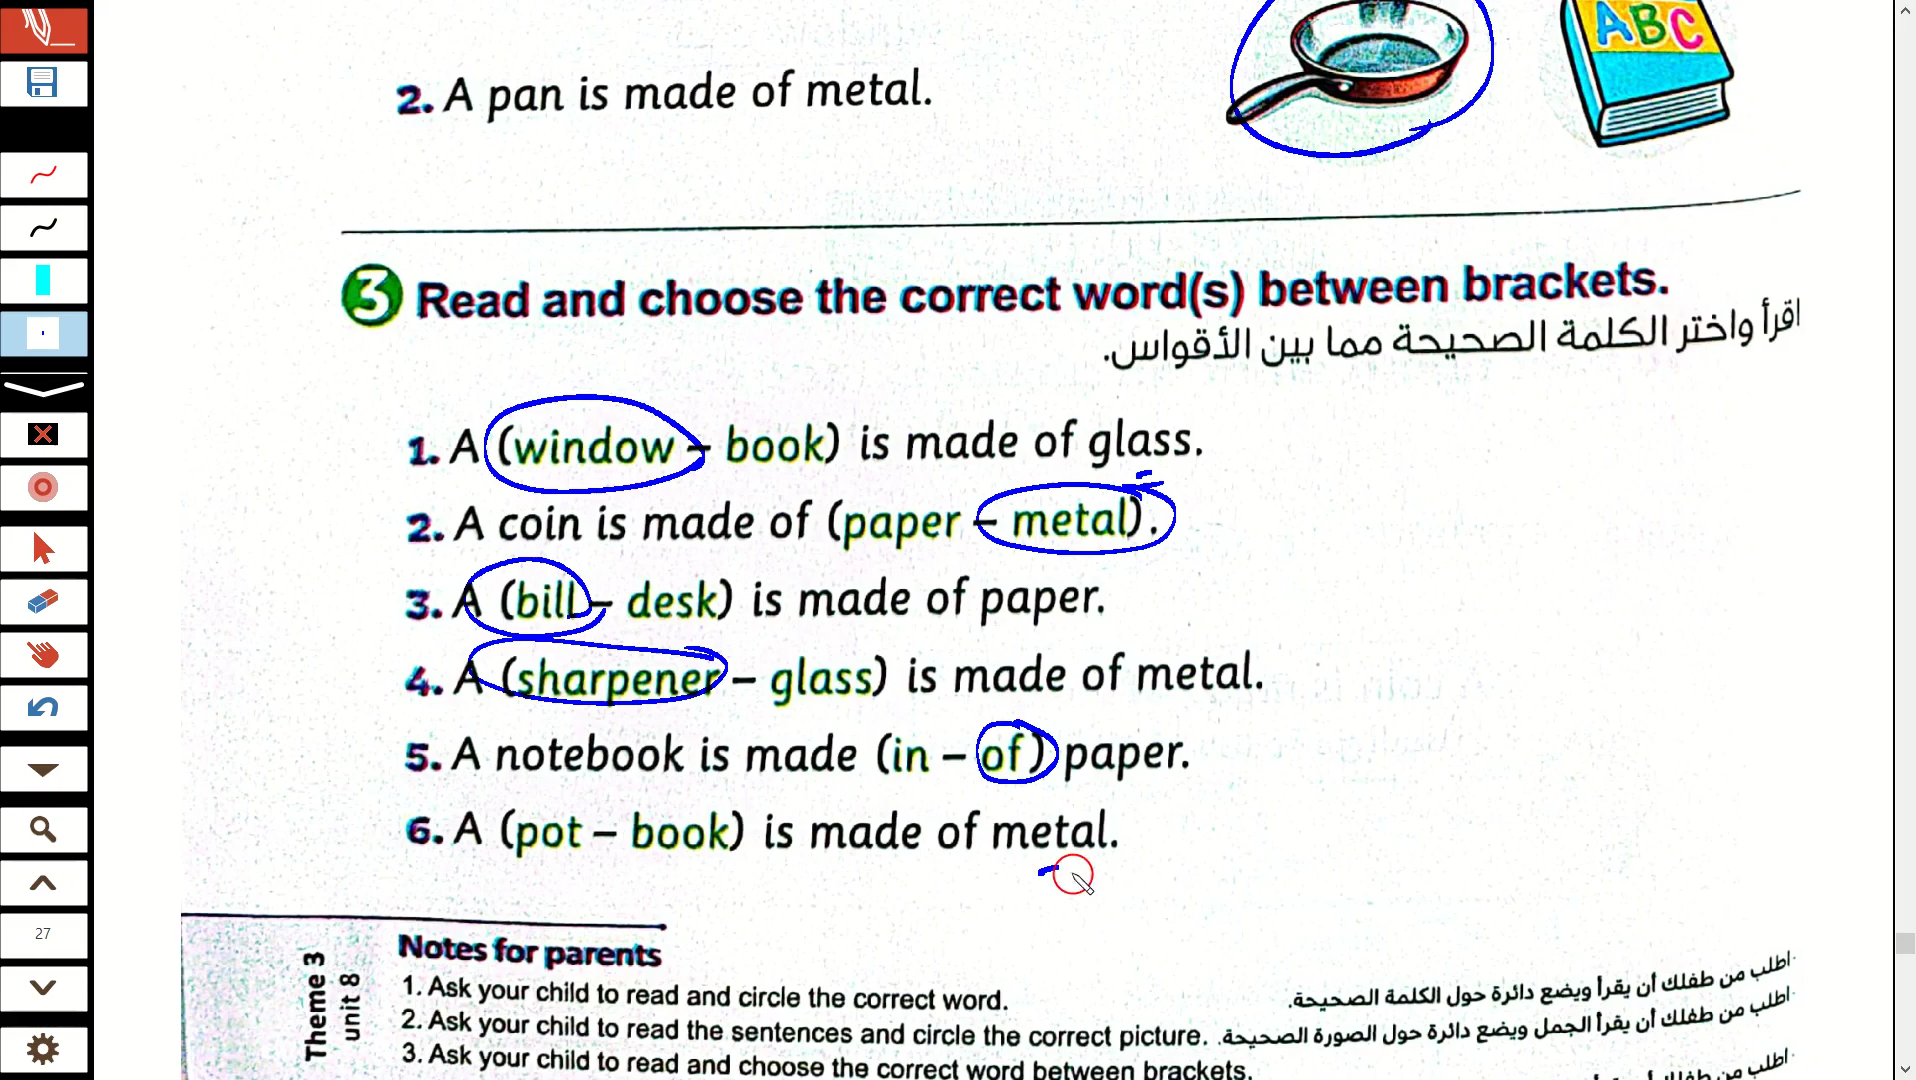 ABC
2. A pan is made of metal.
3 Read and choose the correct word(s) between brackets.
اقرأ واختر الكلمة الصحيحة مما بين الأقواس.
1. A (window – book) is made of glass.
2. A coin is made of (paper – metal).
3. A (bill – desk) is made of paper.
4. A (sharpener – glass) is made of metal.
5. A notebook is made (in – of) paper.
6. A (pot – book) is made of metal.
27
Theme 3
unit 8
Notes for parents
1. Ask your child to read and circle the correct word.
اطلب من طفلك أن يقرأ ويضع دائرة حول الكلمة الصحيحة.
2. Ask your child to read the sentences and circle the correct picture.
اطلب من طفلك أن يقرأ الجمل ويضع دائرة حول الصورة الصحيحة.
3. Ask your child to read and choose the correct word between brackets.
اطلب من طفلك أن